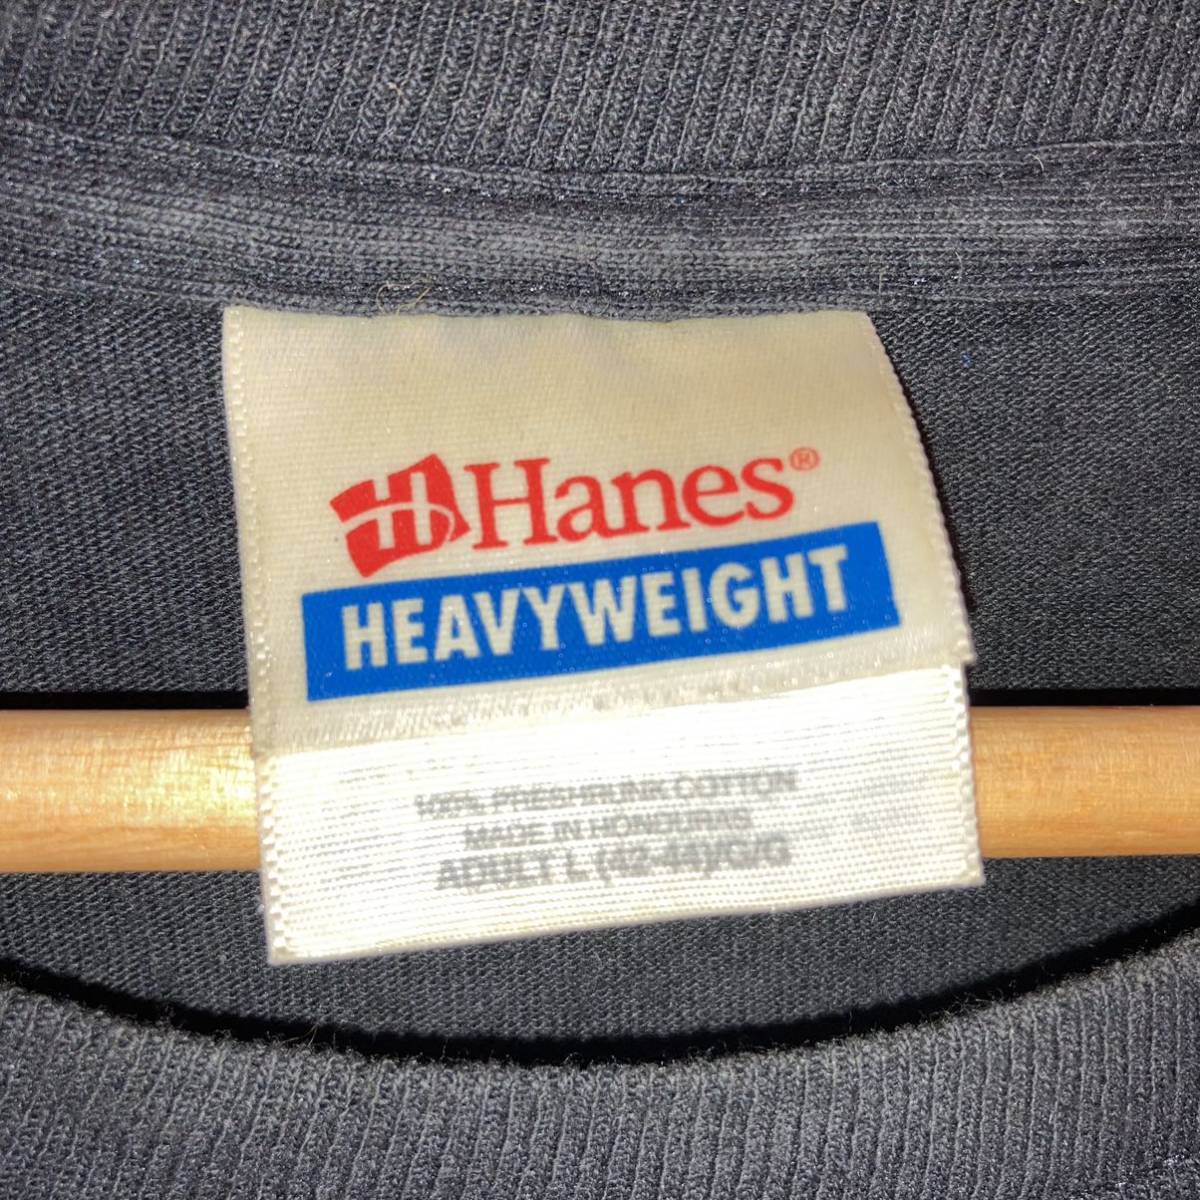 Hanes®
HEAVYWEIGHT
100% PRESHRUNK COTTON
MADE IN HONDURAS
ADULT L (42-44)/G/G